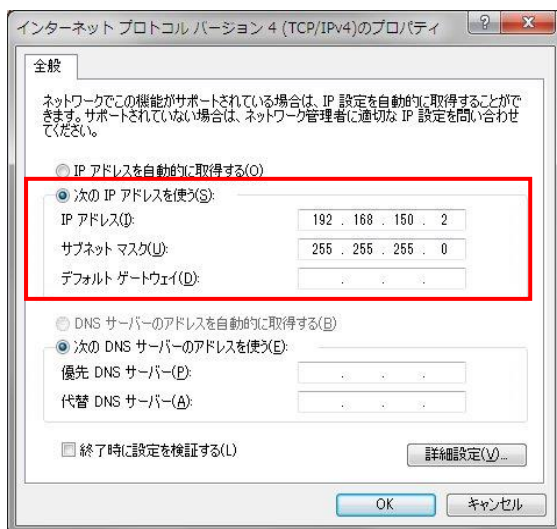 インターネット プロトコル バージョン 4 (TCP/IPv4)のプロパティ
全般
ネットワークでこの機能がサポートされている場合は、IP 設定を自動的に取得することがで
きます。サポートされていない場合は、ネットワーク管理者に適切な IP 設定を問い合わせ
てください。
IP アドレスを自動的に取得する(O)
次の IP アドレスを使う(S):
IP アドレス(I): 192 . 168 . 150 . 2
サブネット マスク(U): 255 . 255 . 255 . 0
デフォルト ゲートウェイ(D): . . .
DNS サーバーのアドレスを自動的に取得する(B)
次の DNS サーバーのアドレスを使う(E):
優先 DNS サーバー(P): . . .
代替 DNS サーバー(A): . . .
終了時に設定を検証する(L)
詳細設定(V)...
OK キャンセル